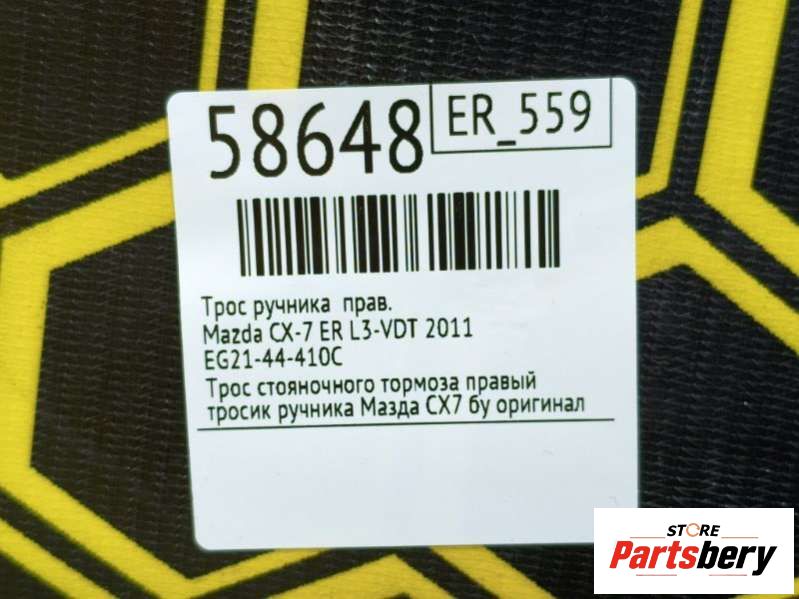 58648
ER_559
Трос ручника прав.
Mazda CX-7 ER L3-VDT 2011
EG21-44-410C
Трос стояночного тормоза правый
тросик ручника Мазда СХ7 бу оригинал
STORE
Partsbery